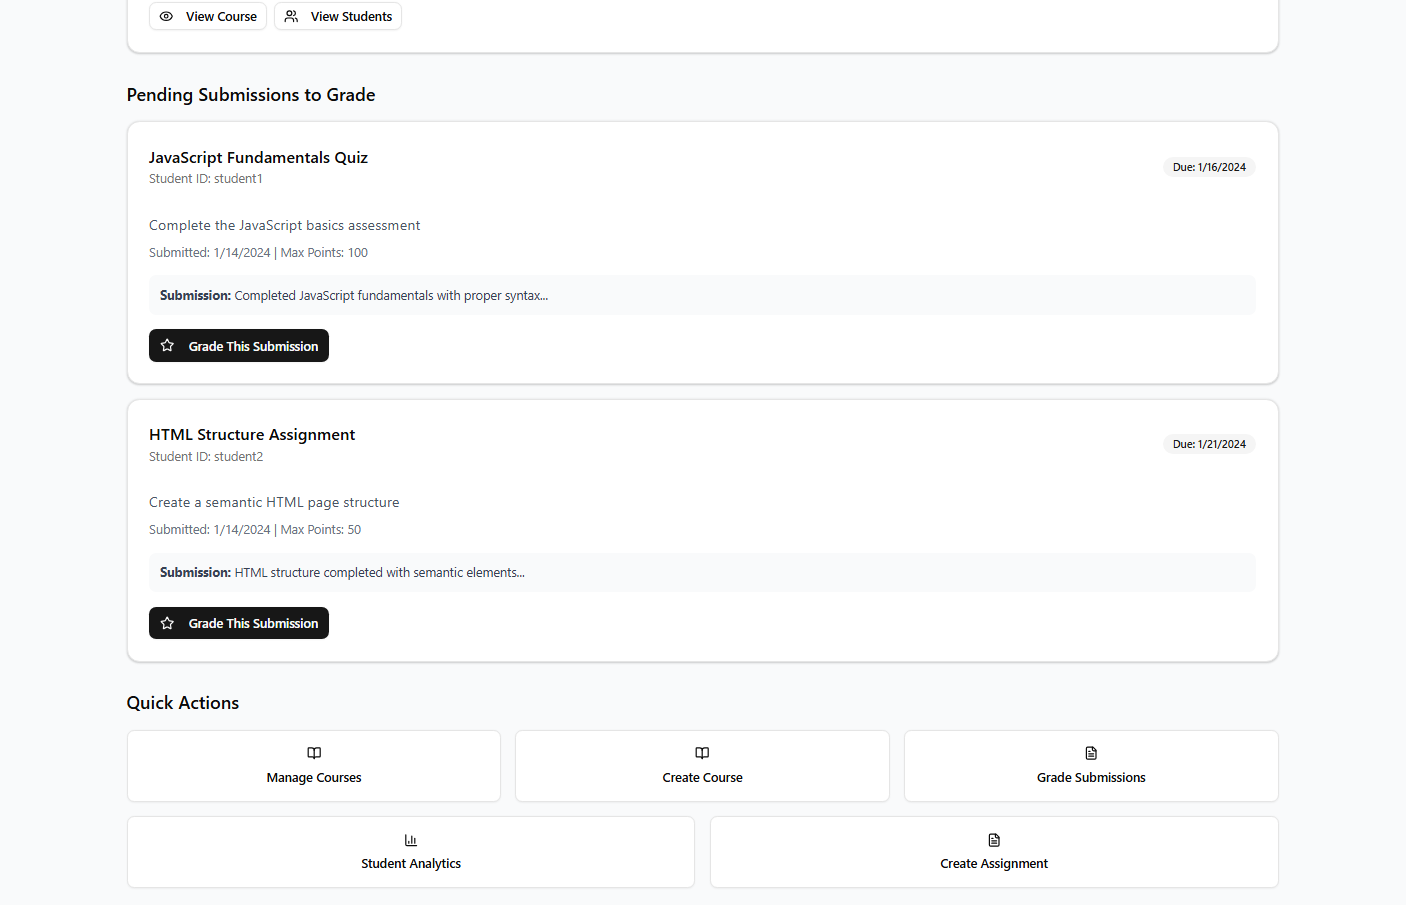 View Course View Students
Pending Submissions to Grade
JavaScript Fundamentals Quiz
Student ID: student1
Due: 1/16/2024
Complete the JavaScript basics assessment
Submitted: 1/14/2024 | Max Points: 100
Submission: Completed JavaScript fundamentals with proper syntax...
Grade This Submission
HTML Structure Assignment
Student ID: student2
Due: 1/21/2024
Create a semantic HTML page structure
Submitted: 1/14/2024 | Max Points: 50
Submission: HTML structure completed with semantic elements...
Grade This Submission
Quick Actions
Manage Courses
Create Course
Grade Submissions
Student Analytics
Create Assignment